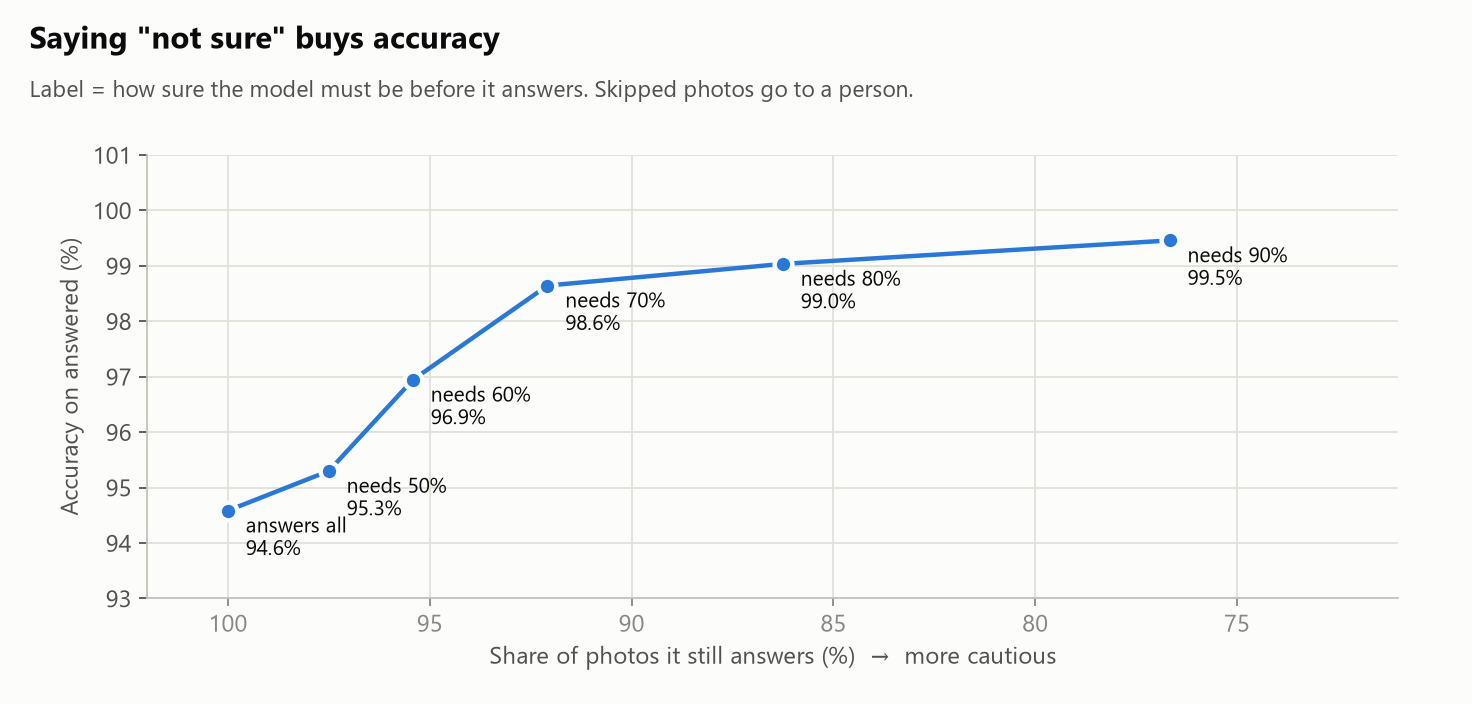 Saying "not sure" buys accuracy
Label = how sure the model must be before it answers. Skipped photos go to a person.
Accuracy on answered (%)
101
100
99
98
97
96
95
94
93
answers all
94.6%
needs 50%
95.3%
needs 60%
96.9%
needs 70%
98.6%
needs 80%
99.0%
needs 90%
99.5%
100 95 90 85 80 75
Share of photos it still answers (%) → more cautious